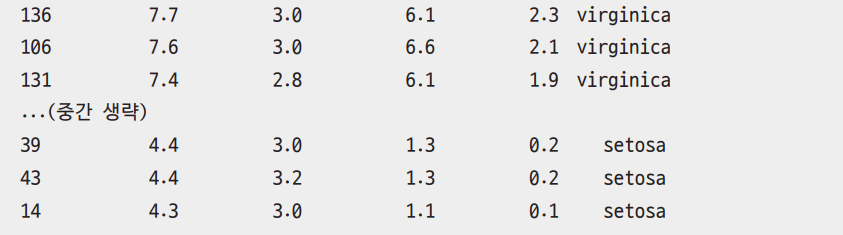 136 7.7 3.0 6.1 2.3 virginica
106 7.6 3.0 6.6 2.1 virginica
131 7.4 2.8 6.1 1.9 virginica
...(중간 생략)
39 4.4 3.0 1.3 0.2 setosa
43 4.4 3.2 1.3 0.2 setosa
14 4.3 3.0 1.1 0.1 setosa